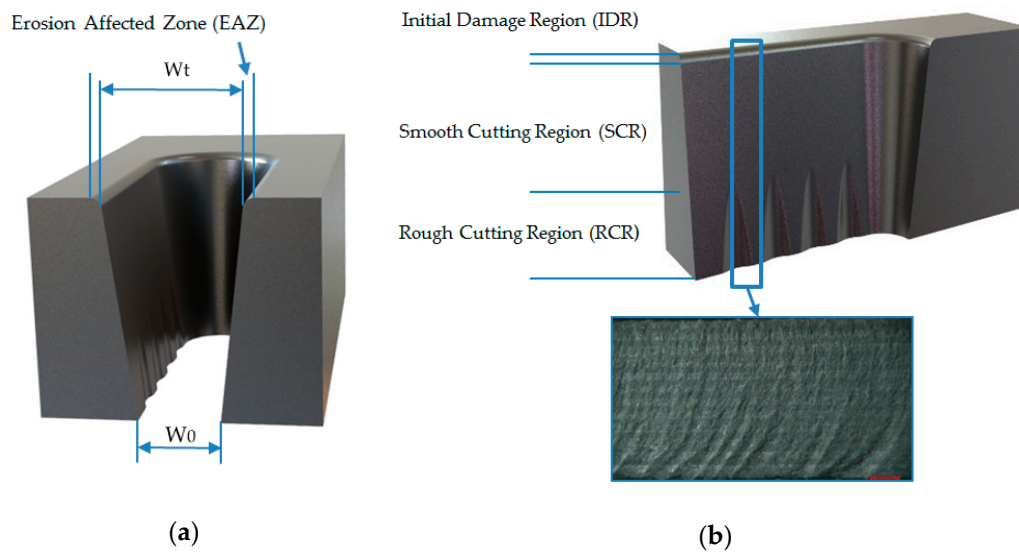 Erosion Affected Zone (EAZ)
Wt
W0
(a)
Initial Damage Region (IDR)
Smooth Cutting Region (SCR)
Rough Cutting Region (RCR)
(b)